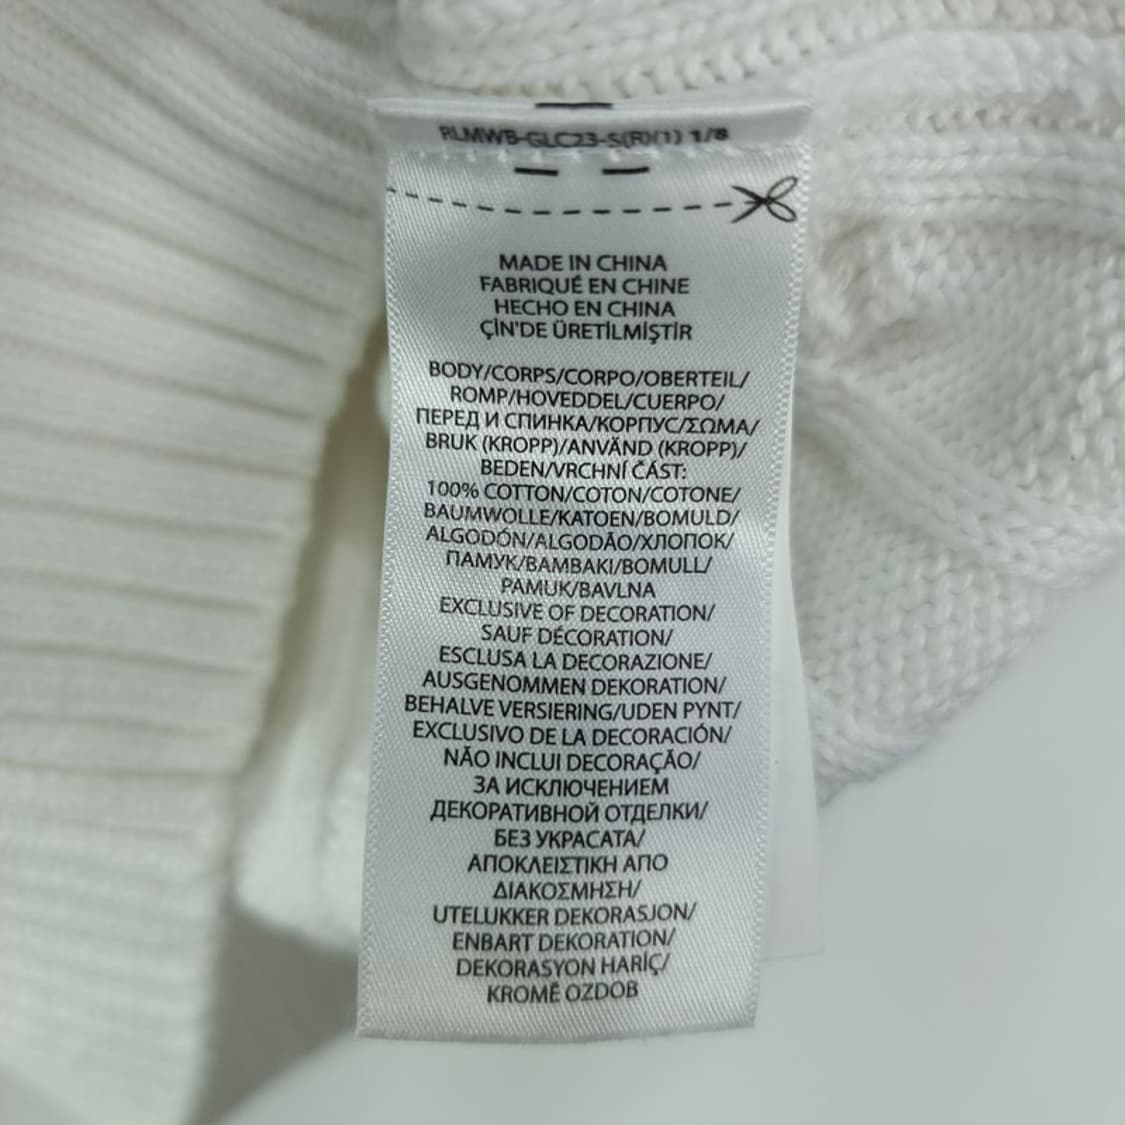 RLMWB-GLC23-S(R)(1) 1/8
MADE IN CHINA
FABRIQUÉ EN CHINE
HECHO EN CHINA
ÇİN'DE ÜRETİLMİŞTİR
BODY/CORPS/CORPO/OBERTEIL/
ROMP/HOVEDDEL/CUERPO/
ПЕРЕД И СПИНКА/КОРПУС/ΣΩΜΑ/
BRUK (KROPP)/ANVÄND (KROPP)/
BEDEN/VRCHNÍ ČÁST:
100% COTTON/COTON/COTONE/
BAUMWOLLE/KATOEN/BOMULD/
ALGODÓN/ALGODÃO/ХЛОПОК/
ПАМУК/ΒΑΜΒΑΚΙ/BOMULL/
PAMUK/BAVLNA
EXCLUSIVE OF DECORATION/
SAUF DÉCORATION/
ESCLUSA LA DECORAZIONE/
AUSGENOMMEN DEKORATION/
BEHALVE VERSIERING/UDEN PYNT/
EXCLUSIVO DE LA DECORACIÓN/
NÃO INCLUI DECORAÇÃO/
ЗА ИСКЛЮЧЕНИЕМ
ДЕКОРАТИВНОЙ ОТДЕЛКИ/
БЕЗ УКРАСАТА/
ΑΠΟΚΛΕΙΣΤΙΚΗ ΑΠΟ
ΔΙΑΚΟΣΜΗΣΗ/
UTELUKKER DEKORASJON/
ENBART DEKORATION/
DEKORASYON HARİÇ/
KROMĚ OZDOB